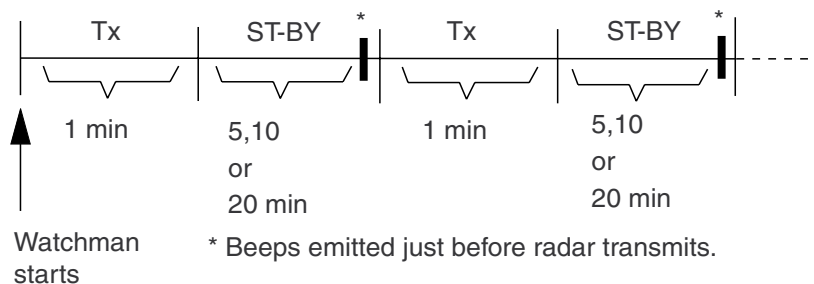 * *
Tx ST-BY Tx ST-BY
1 min 5,10 1 min 5,10
or or
20 min 20 min
Watchman * Beeps emitted just before radar transmits.
starts